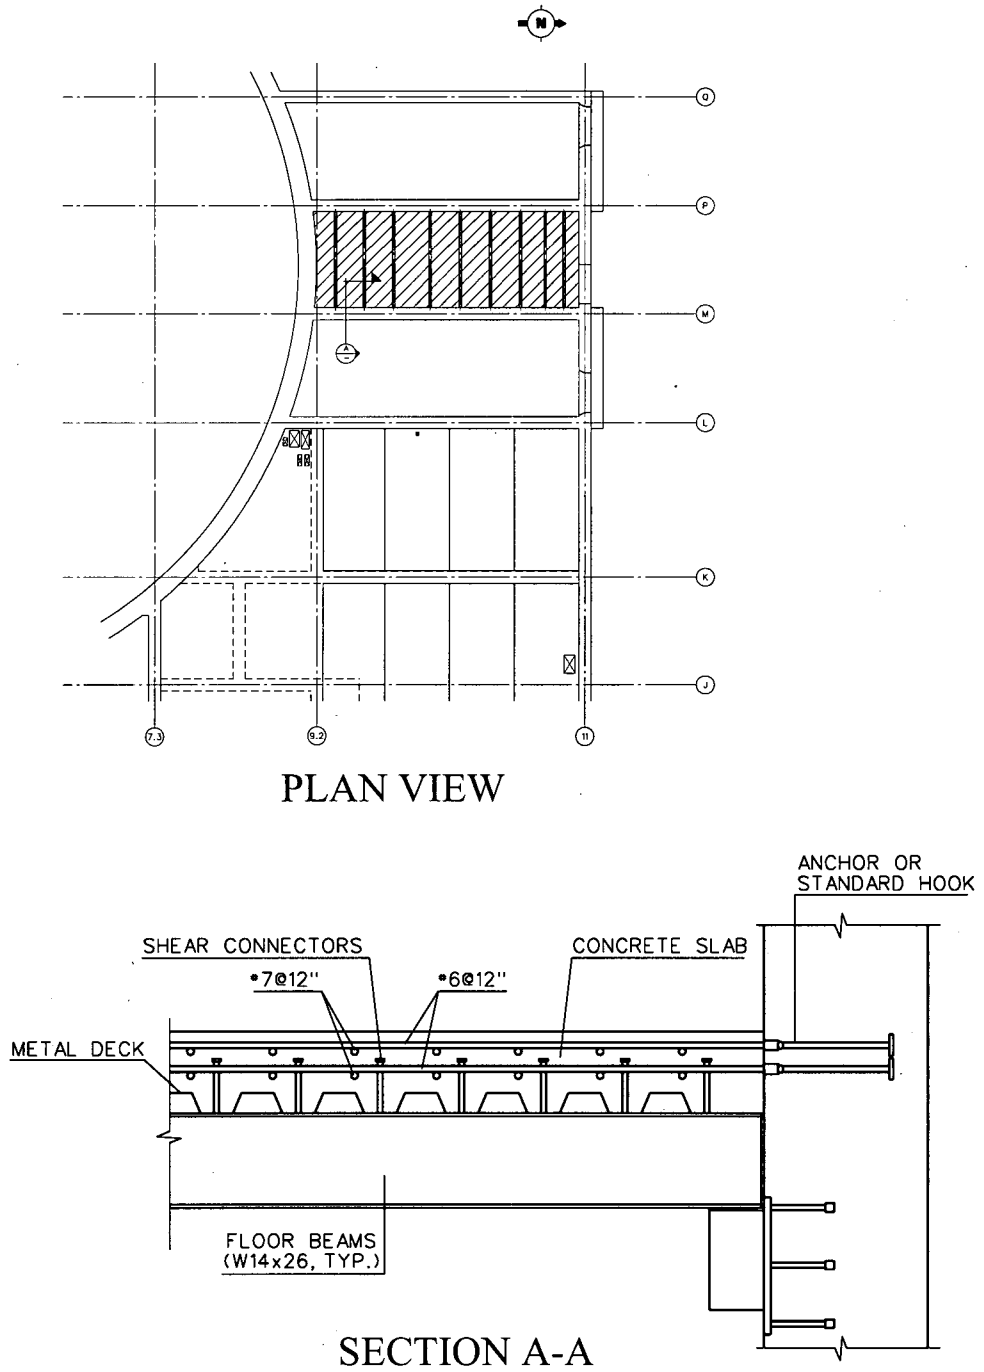 N
Q
P
M
A
L
K
J
7.3
9.2
11
PLAN VIEW
ANCHOR OR
STANDARD HOOK
SHEAR CONNECTORS
CONCRETE SLAB
#7@12"
#6@12"
METAL DECK
FLOOR BEAMS
(W14x26, TYP.)
SECTION A-A